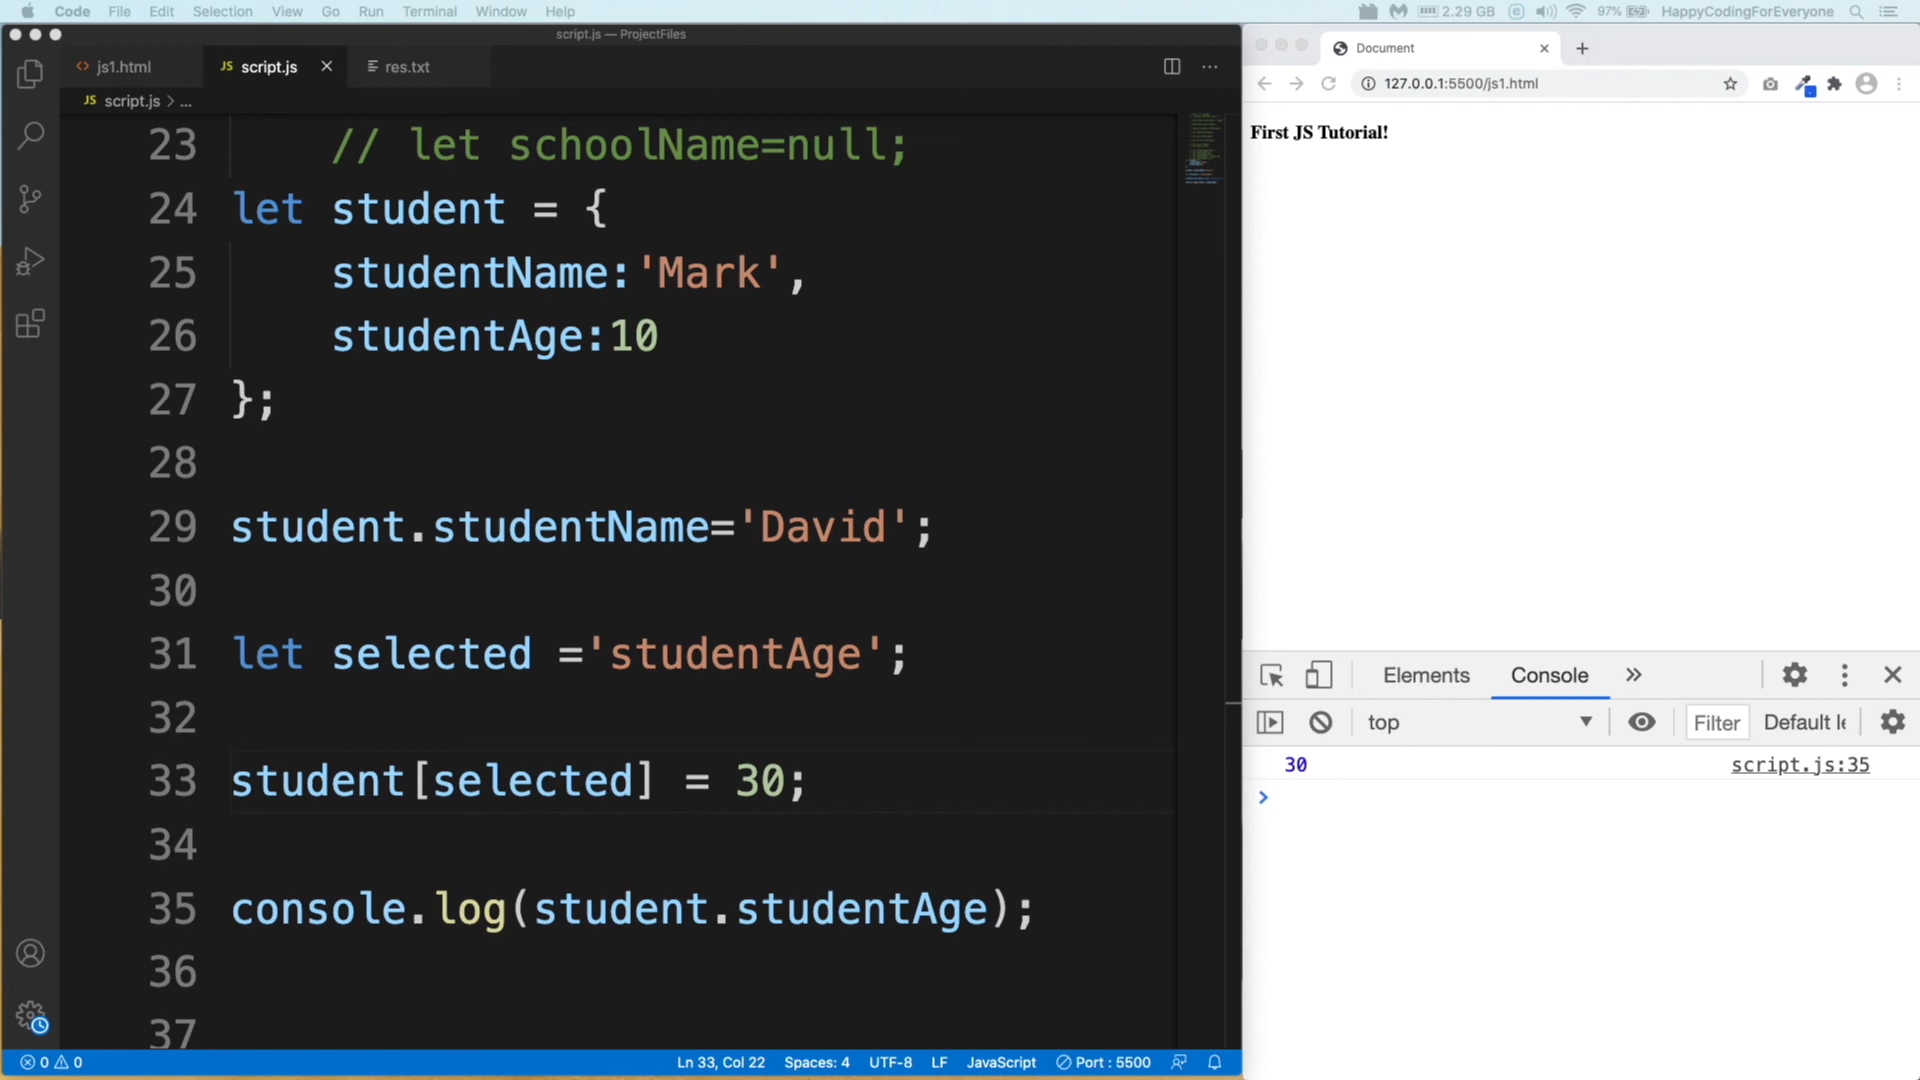 Code File Edit Selection View Go Run Terminal Window Help 2.29 GB 97% HappyCodingForEveryone
script.js — ProjectFiles
js1.html JS script.js res.txt
JS script.js > ...
23 // let schoolName=null;
24 let student = {
25 studentName:'Mark',
26 studentAge:10
27 };
28
29 student.studentName='David';
30
31 let selected ='studentAge';
32
33 student[selected] = 30;
34
35 console.log(student.studentAge);
36
37
0 0 Ln 33, Col 22 Spaces: 4 UTF-8 LF JavaScript Port : 5500
Document
127.0.0.1:5500/js1.html
First JS Tutorial!
Elements Console
top Filter Default le
30 script.js:35